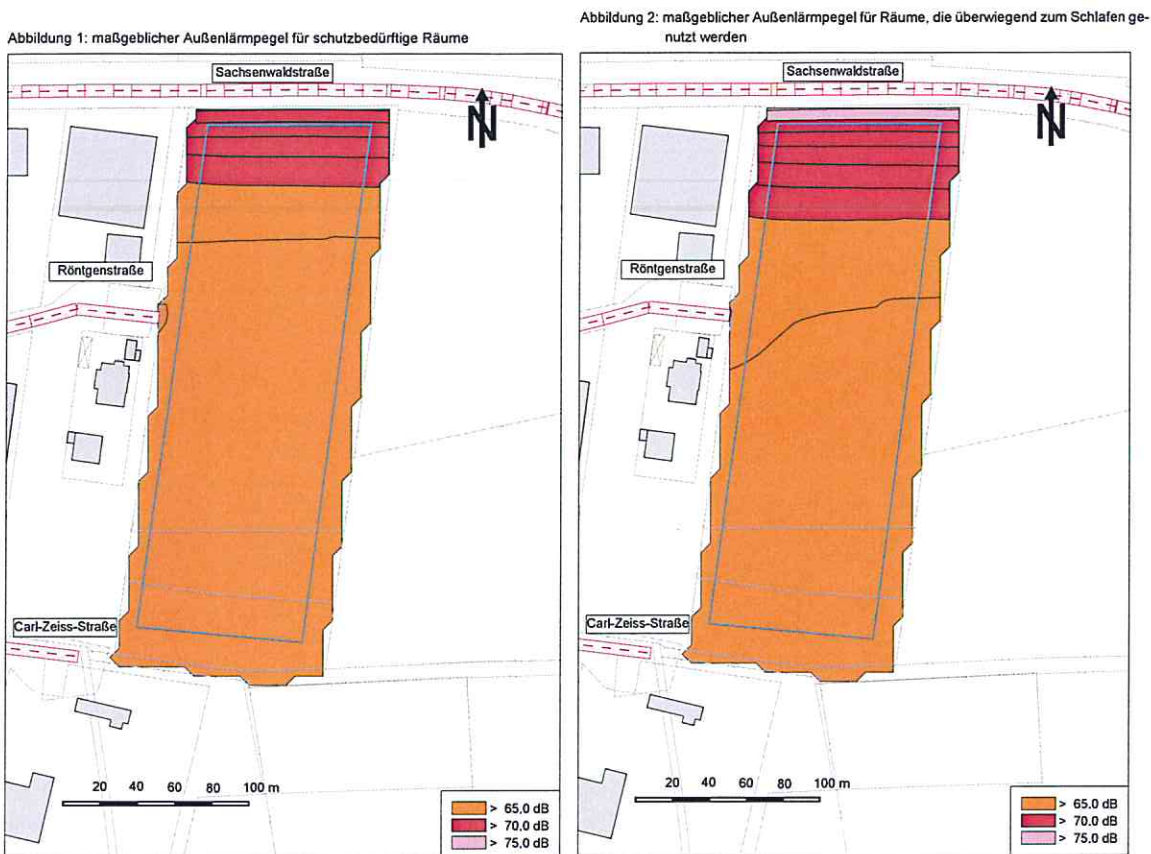 Abbildung 1: maßgeblicher Außenlärmpegel für schutzbedürftige Räume
Sachsenwaldstraße
N
Röntgenstraße
Carl-Zeiss-Straße
20 40 60 80 100 m
> 65,0 dB
> 70,0 dB
> 75,0 dB
Abbildung 2: maßgeblicher Außenlärmpegel für Räume, die überwiegend zum Schlafen ge-
nutzt werden
Sachsenwaldstraße
N
Röntgenstraße
Carl-Zeiss-Straße
20 40 60 80 100 m
> 65.0 dB
> 70.0 dB
> 75.0 dB